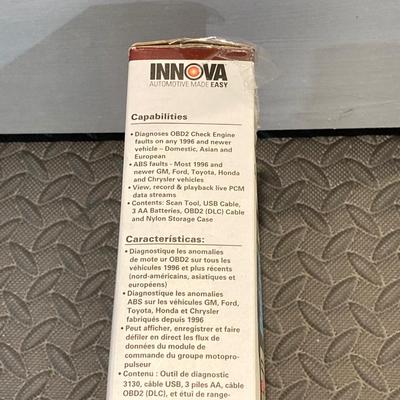 INNOVA
AUTOMOTIVE MADE EASY
Capabilities
• Diagnoses OBD2 Check Engine
faults on any 1996 and newer
vehicle – Domestic, Asian and
European
• ABS faults - Most 1996 and
newer GM, Ford, Toyota, Honda
and Chrysler vehicles
• View, record & playback live PCM
data streams
• Contents: Scan Tool, USB Cable,
3 AA Batteries, OBD2 (DLC) Cable
and Nylon Storage Case
Características:
• Diagnostique les anomalies
de mote ur OBD2 sur tous les
véhicules 1996 et plus récents
(nord-américains, asiatiques et
européens)
• Diagnostique les anomalies
ABS sur les véhicules GM, Ford,
Toyota, Honda et Chrysler
fabriqués depuis 1996
• Peut afficher, enregistrer et faire
défiler en direct les flux de
données du module de
commande du groupe motopro-
pulseur
• Contenu : Outil de diagnostic
3130, câble USB, 3 piles AA, câble
OBD2 (DLC), et étui de range-